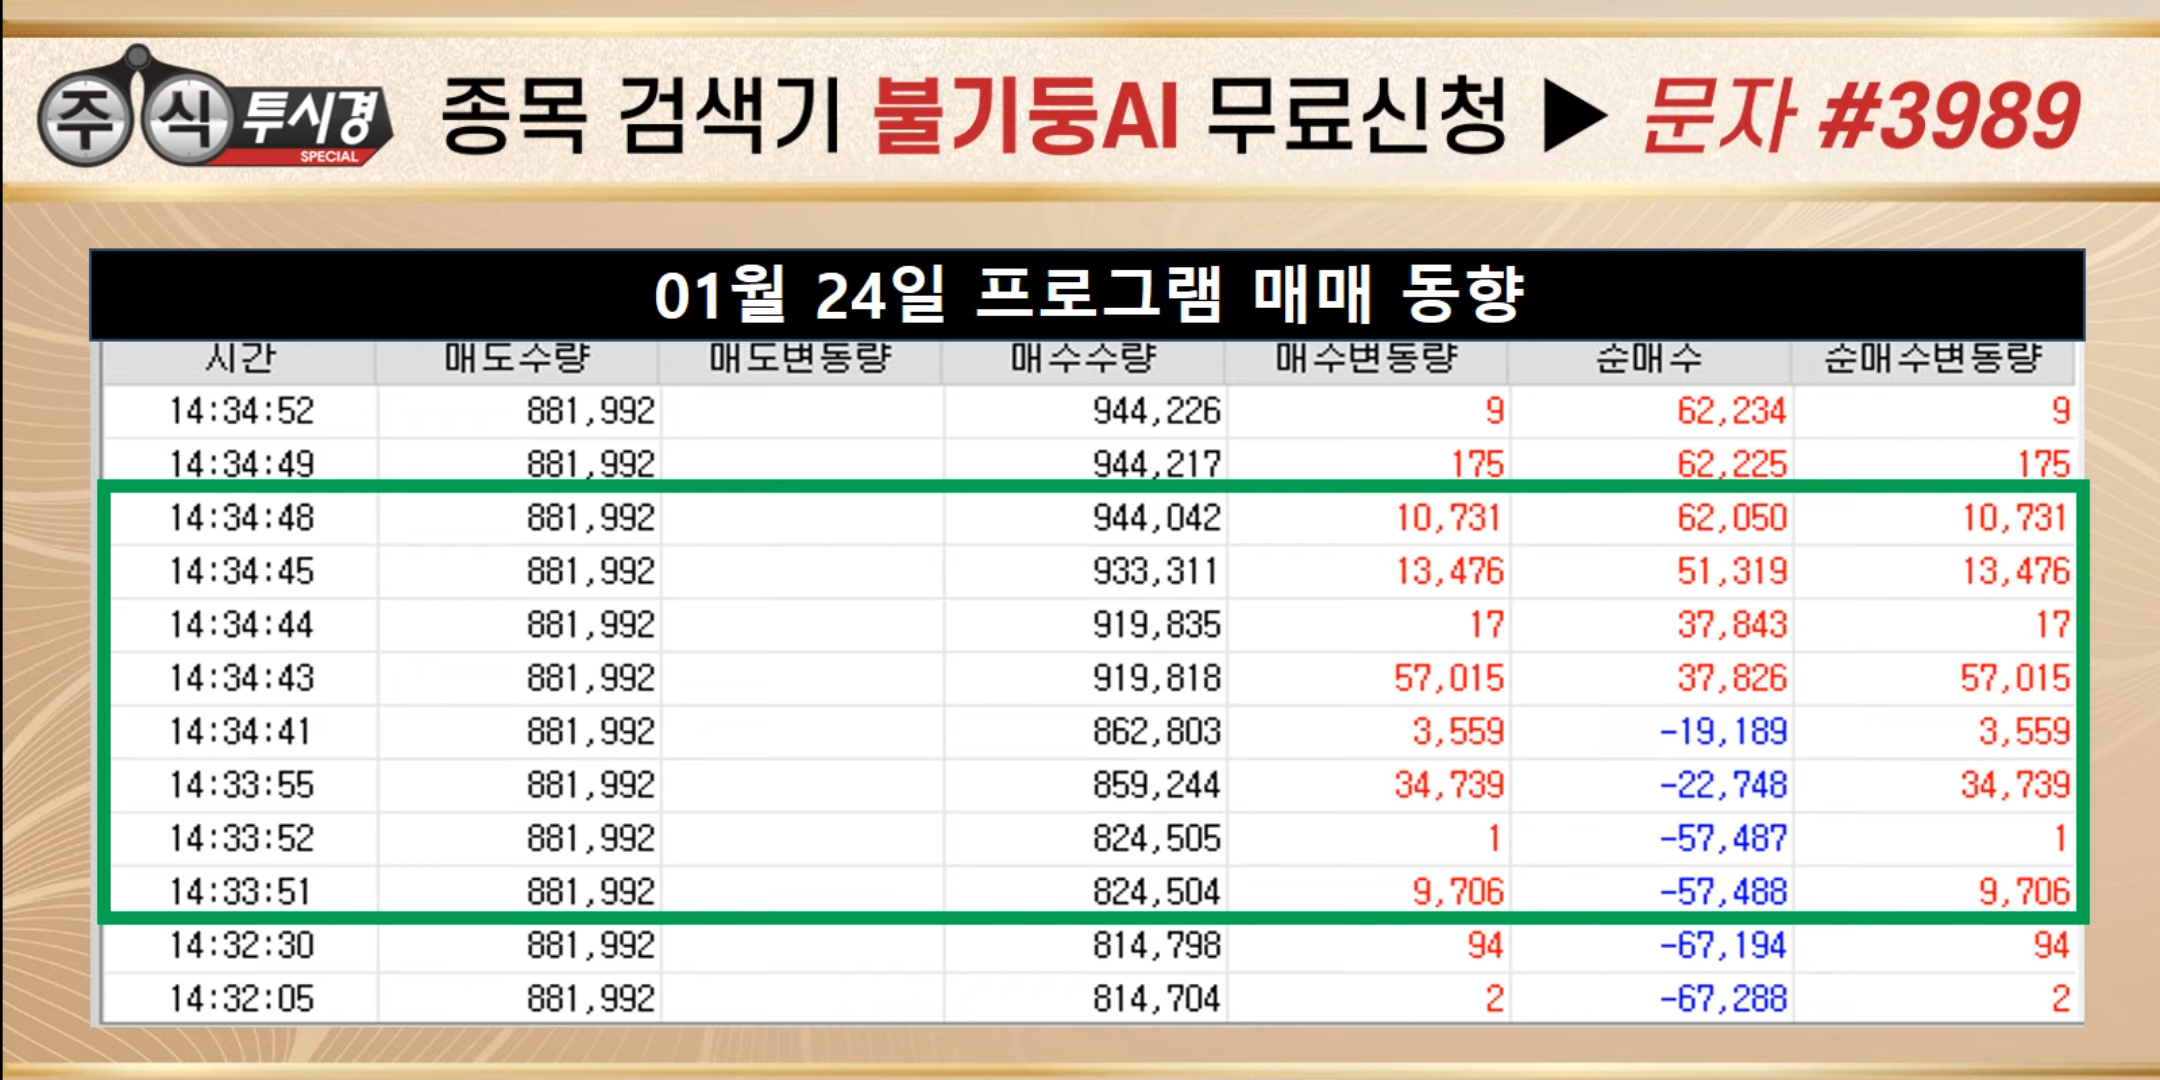 주식투시경
SPECIAL
종목 검색기 불기둥AI 무료신청 ▶ 문자 #3989
01월 24일 프로그램 매매 동향
시간 매도수량 매도변동량 매수수량 매수변동량 순매수 순매수변동량
14:34:52 881,992 944,226 9 62,234 9
14:34:49 881,992 944,217 175 62,225 175
14:34:48 881,992 944,042 10,731 62,050 10,731
14:34:45 881,992 933,311 13,476 51,319 13,476
14:34:44 881,992 919,835 17 37,843 17
14:34:43 881,992 919,818 57,015 37,826 57,015
14:34:41 881,992 862,803 3,559 -19,189 3,559
14:33:55 881,992 859,244 34,739 -22,748 34,739
14:33:52 881,992 824,505 1 -57,487 1
14:33:51 881,992 824,504 9,706 -57,488 9,706
14:32:30 881,992 814,798 94 -67,194 94
14:32:05 881,992 814,704 2 -67,288 2